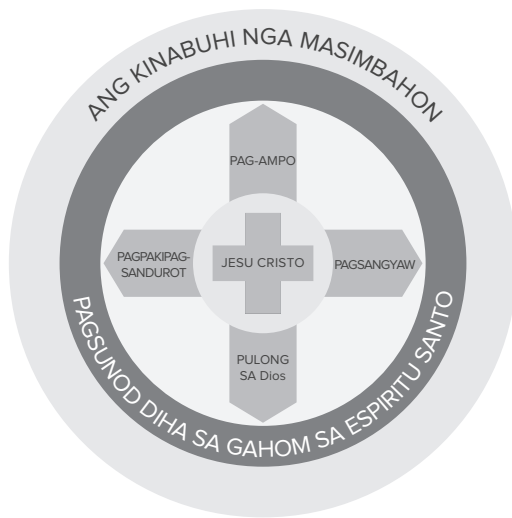 ANG KINABUHI NGA MASIMBAHON
PAG-AMPO
PAGPAKIPAG-
SANDUROT
JESU CRISTO
PAGSANGYAW
PULONG
SA Dios
PAGSUNOD DIHA SA GAHOM SA ESPIRITU SANTO